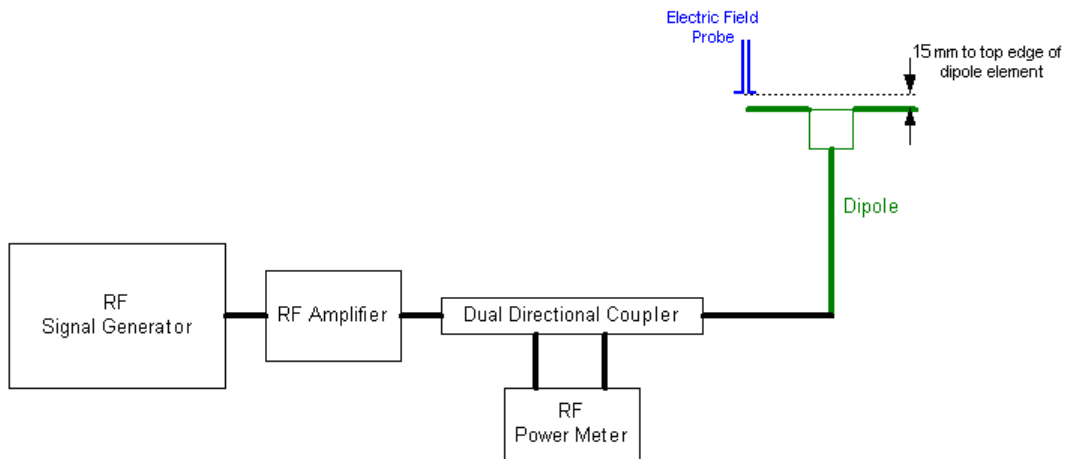 Electric Field
Probe
15 mm to top edge of
dipole element
Dipole
RF
Signal Generator
RF Amplifier
Dual Directional Coupler
RF
Power Meter